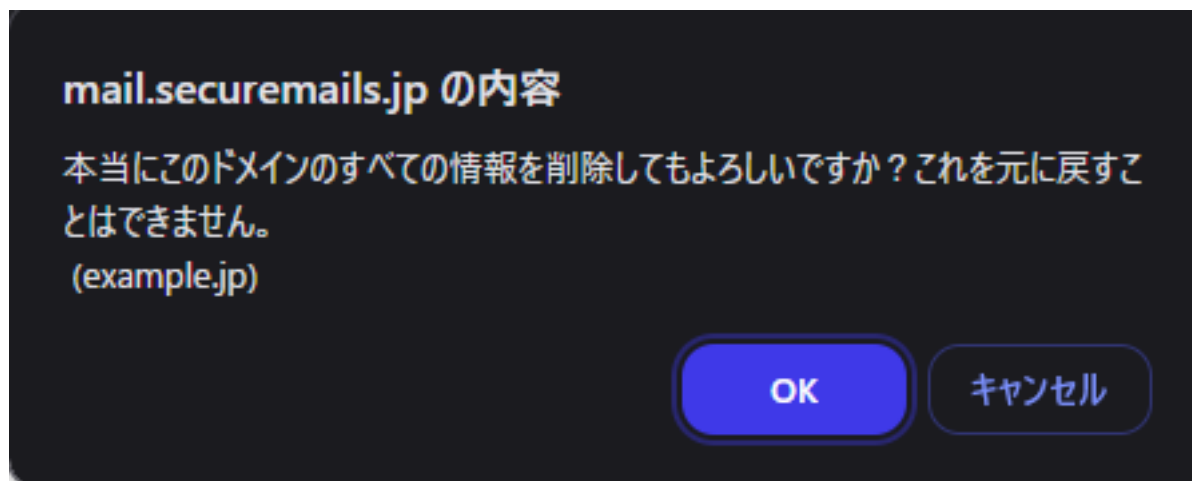 mail.securemails.jp の内容
本当にこのドメインのすべての情報を削除してもよろしいですか？これを元に戻すこ
とはできません。
(example.jp)
OK
キャンセル